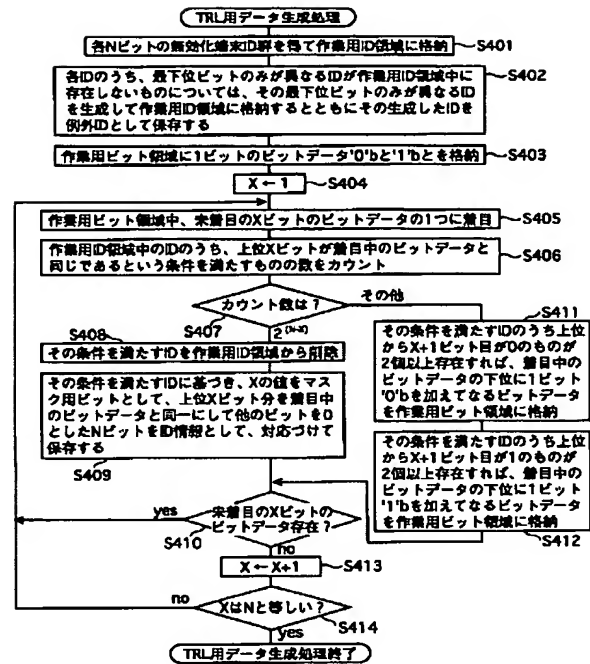 TRL用データ生成処理
各Nビットの無効化端末ID群を得て作業用ID領域に格納
S401
各IDのうち、最下位ビットのみが異なるIDが作業用ID領域中に
存在しないものについては、その最下位ビットのみが異なるID
を生成して作業用ID領域に格納するとともにその生成したIDを
例外IDとして保存する
S402
作業用ビット領域に1ビットのビットデータ'0'bと'1'bとを格納
S403
X←1
S404
作業用ビット領域中、未着目のXビットのビットデータの1つに着目
S405
作業用ID領域中のIDのうち、上位Xビットが着目中のビットデータと
同じであるという条件を満たすものの数をカウント
S406
カウント数は?
その他
S407
2^(N-X)
S408
その条件を満たすIDを作業用ID領域から削除
その条件を満たすIDに基づき、Xの値をマス
ク用ビットとして、上位Xビット分を着目中
のビットデータと同一にして他のビットを0
としたNビットをID情報として、対応づけて
保存する
S409
S411
その条件を満たすIDのうち上位
からX+1ビット目が0のものが
2個以上存在すれば、着目中の
ビットデータの下位に1ビット
'0'bを加えてなるビットデータ
を作業用ビット領域に格納
その条件を満たすIDのうち上位
からX+1ビット目が1のものが
2個以上存在すれば、着目中の
ビットデータの下位に1ビット
'1'bを加えてなるビットデータ
を作業用ビット領域に格納
S412
yes
未着目のXビットの
ビットデータ存在?
S410
no
X←X+1
S413
no
XはNと等しい?
S414
yes
TRL用データ生成処理終了